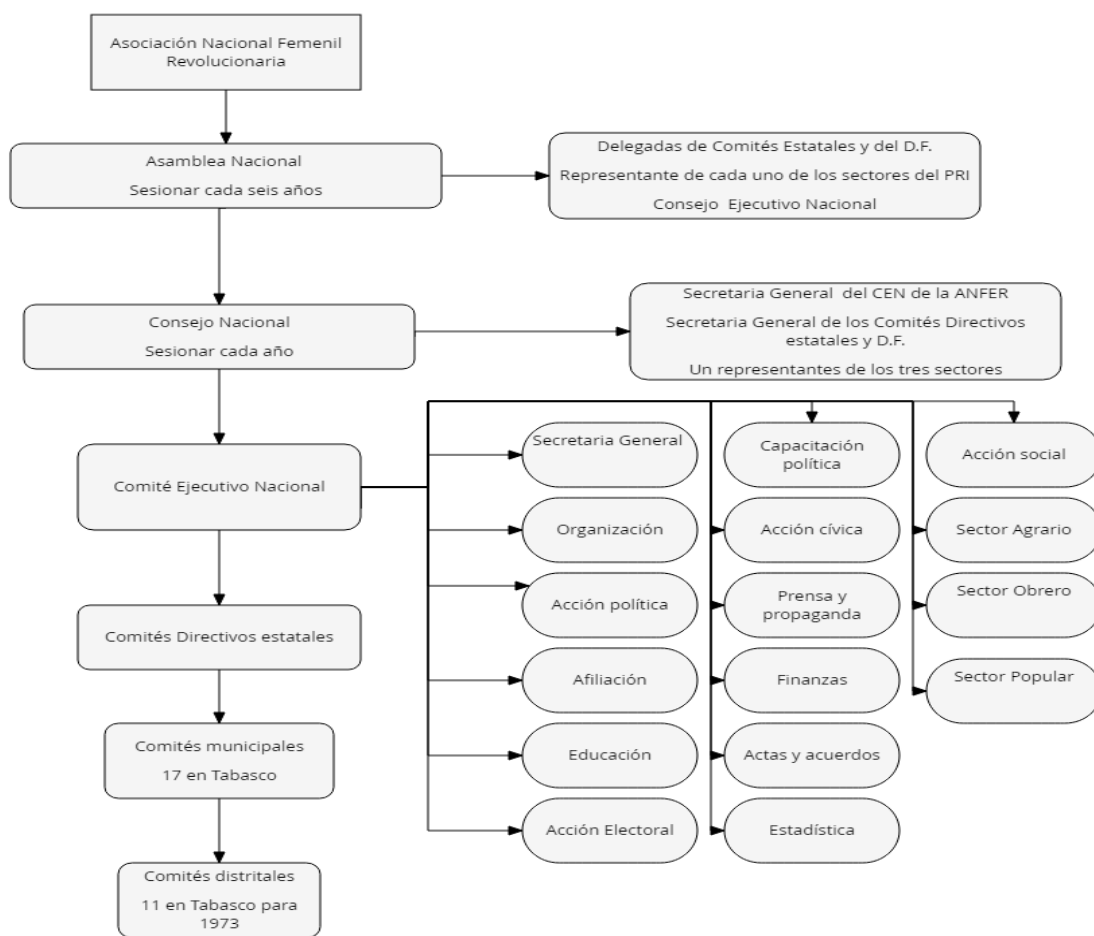 Asociación Nacional Femenil
Revolucionaria
Asamblea Nacional
Sesionar cada seis años
Delegadas de Comités Estatales y del D.F.
Representante de cada uno de los sectores del PRI
Consejo Ejecutivo Nacional
Consejo Nacional
Sesionar cada año
Secretaria General del CEN de la ANFER
Secretaria General de los Comités Directivos
estatales y D.F.
Un representantes de los tres sectores
Comité Ejecutivo Nacional
Secretaria General
Organización
Acción política
Afiliación
Educación
Acción Electoral
Capacitación
política
Acción cívica
Prensa y
propaganda
Finanzas
Actas y acuerdos
Estadística
Acción social
Sector Agrario
Sector Obrero
Sector Popular
Comités Directivos estatales
Comités municipales
17 en Tabasco
Comités distritales
11 en Tabasco para
1973